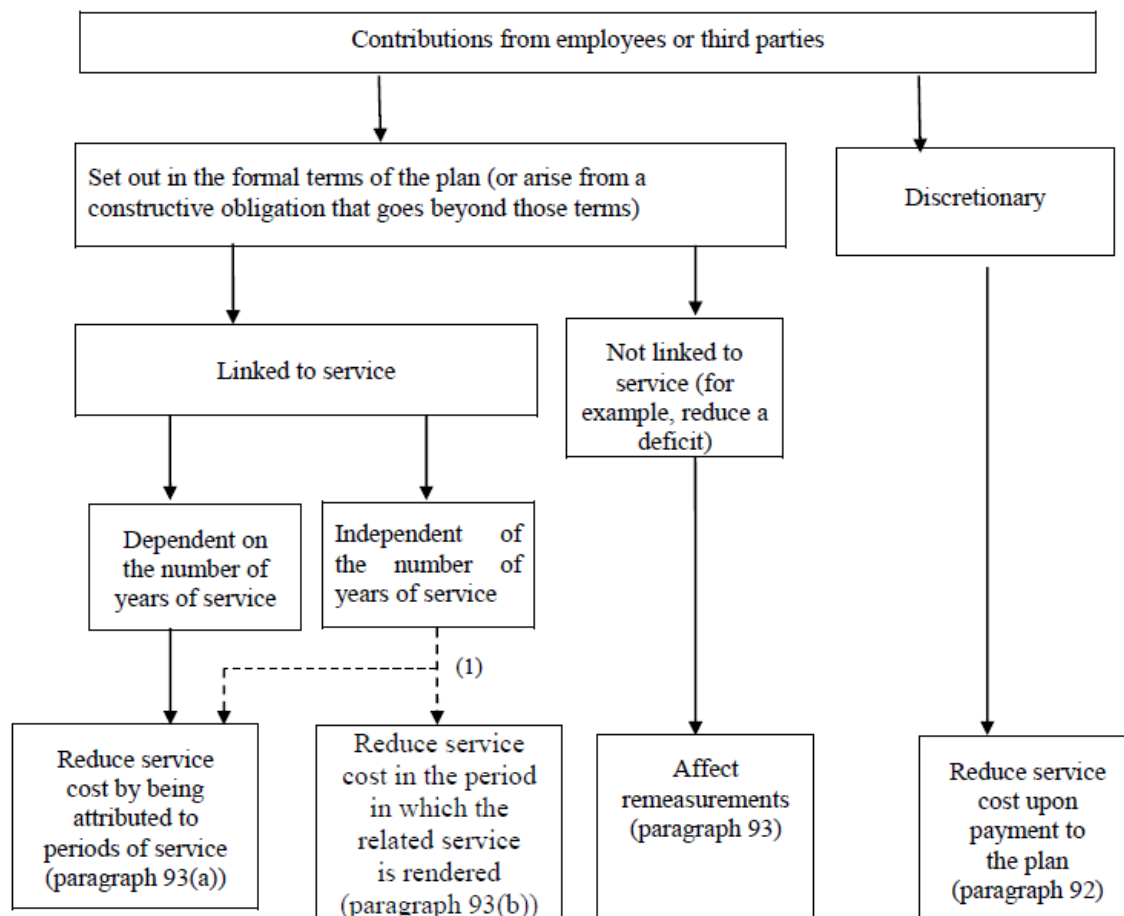 Contributions from employees or third parties
Set out in the formal terms of the plan (or arise from a
constructive obligation that goes beyond those terms)
Discretionary
Linked to service
Not linked to
service (for
example, reduce a
deficit)
Dependent on
the number of
years of service
Independent of
the number of
years of service
(1)
Reduce service
cost by being
attributed to
periods of service
(paragraph 93(a))
Reduce service
cost in the period
in which the
related service
is rendered
(paragraph 93(b))
Affect
remeasurements
(paragraph 93)
Reduce service
cost upon
payment to
the plan
(paragraph 92)